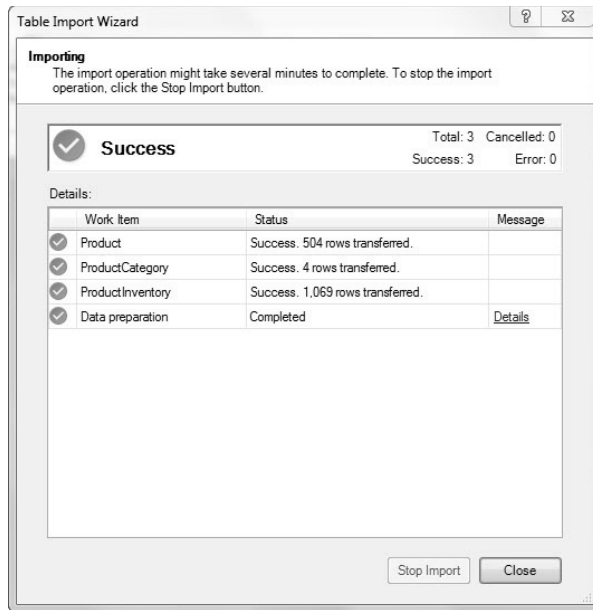 Table Import Wizard
Importing
The import operation might take several minutes to complete. To stop the import
operation, click the Stop Import button.
Success
Total: 3 Cancelled: 0
Success: 3 Error: 0
Details:
Work Item Status Message
Product Success. 504 rows transferred.
ProductCategory Success. 4 rows transferred.
ProductInventory Success. 1,069 rows transferred.
Data preparation Completed Details
Stop Import Close